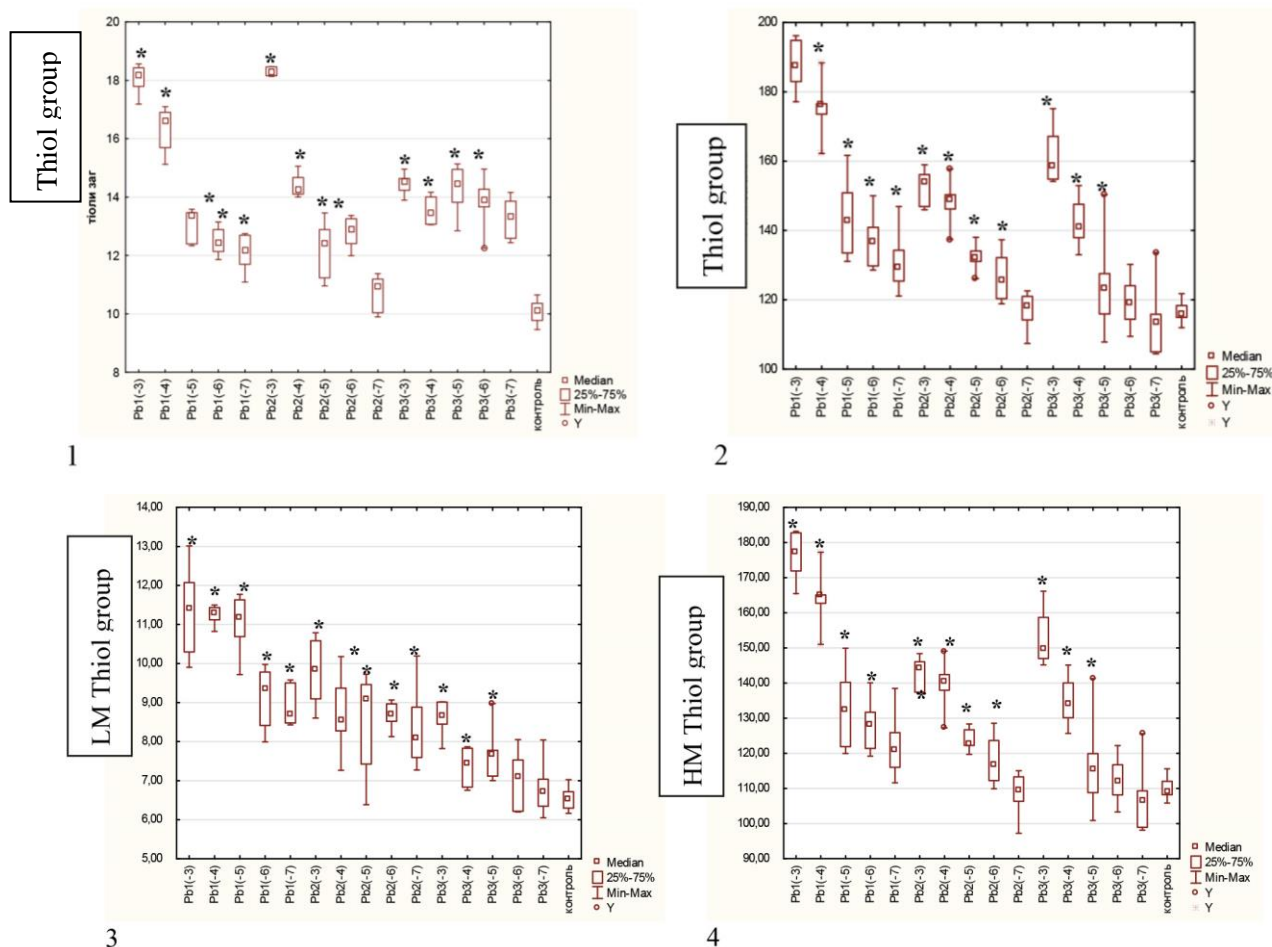 Thiol group
тіоли заг
20
18
16
14
12
10
8
*
*
*
*
*
*
*
*
*
*
*
*
*
Pb1(-3)
Pb1(-4)
Pb1(-5)
Pb1(-6)
Pb1(-7)
Pb2(-3)
Pb2(-4)
Pb2(-5)
Pb2(-6)
Pb2(-7)
Pb3(-3)
Pb3(-4)
Pb3(-5)
Pb3(-6)
Pb3(-7)
контроль
Median
25%-75%
Min-Max
Y
1
Thiol group
200
180
160
140
120
100
*
*
*
*
*
*
*
*
*
*
*
Pb1(-3)
Pb1(-4)
Pb1(-5)
Pb1(-6)
Pb1(-7)
Pb2(-3)
Pb2(-4)
Pb2(-5)
Pb2(-6)
Pb2(-7)
Pb3(-3)
Pb3(-4)
Pb3(-5)
Pb3(-6)
Pb3(-7)
контроль
Median
25%-75%
Min-Max
Y
Y
2
LM Thiol group
14,00
13,00
12,00
11,00
10,00
9,00
8,00
7,00
6,00
5,00
*
*
*
*
*
*
*
*
*
*
*
*
*
Pb1(-3)
Pb1(-4)
Pb1(-5)
Pb1(-6)
Pb1(-7)
Pb2(-3)
Pb2(-4)
Pb2(-5)
Pb2(-6)
Pb2(-7)
Pb3(-3)
Pb3(-4)
Pb3(-5)
Pb3(-6)
Pb3(-7)
контроль
Median
25%-75%
Min-Max
Y
3
HM Thiol group
190,00
180,00
170,00
160,00
150,00
140,00
130,00
120,00
110,00
100,00
90,00
*
*
*
*
*
*
*
*
*
*
*
*
Pb1(-3)
Pb1(-4)
Pb1(-5)
Pb1(-6)
Pb1(-7)
Pb2(-3)
Pb2(-4)
Pb2(-5)
Pb2(-6)
Pb2(-7)
Pb3(-3)
Pb3(-4)
Pb3(-5)
Pb3(-6)
Pb3(-7)
контроль
Median
25%-75%
Min-Max
Y
Y
4